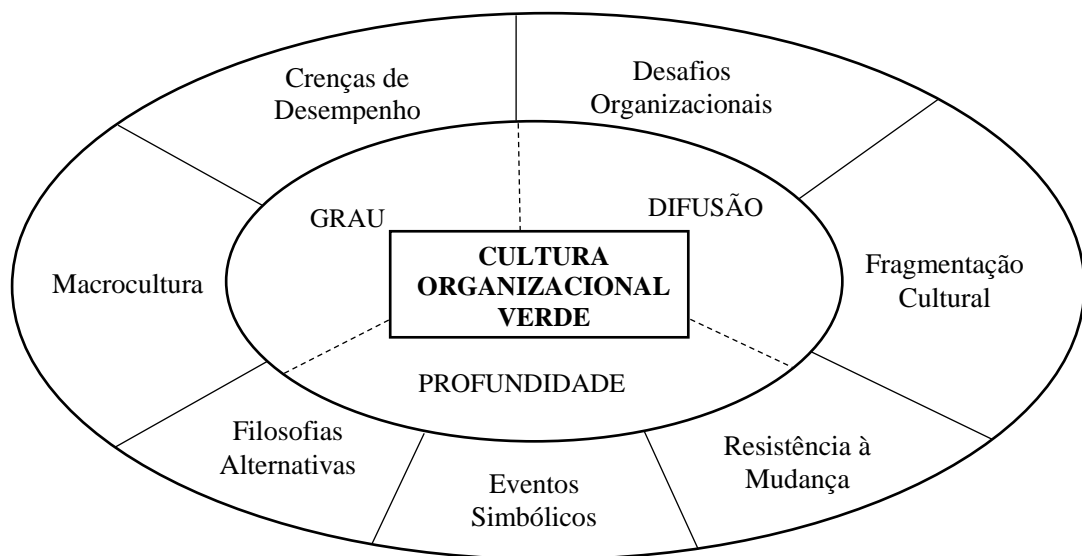 Crenças de
Desempenho
Desafios
Organizacionais
GRAU
DIFUSÃO
Macrocultura
CULTURA
ORGANIZACIONAL
VERDE
Fragmentação
Cultural
PROFUNDIDADE
Filosofias
Alternativas
Eventos
Simbólicos
Resistência à
Mudança